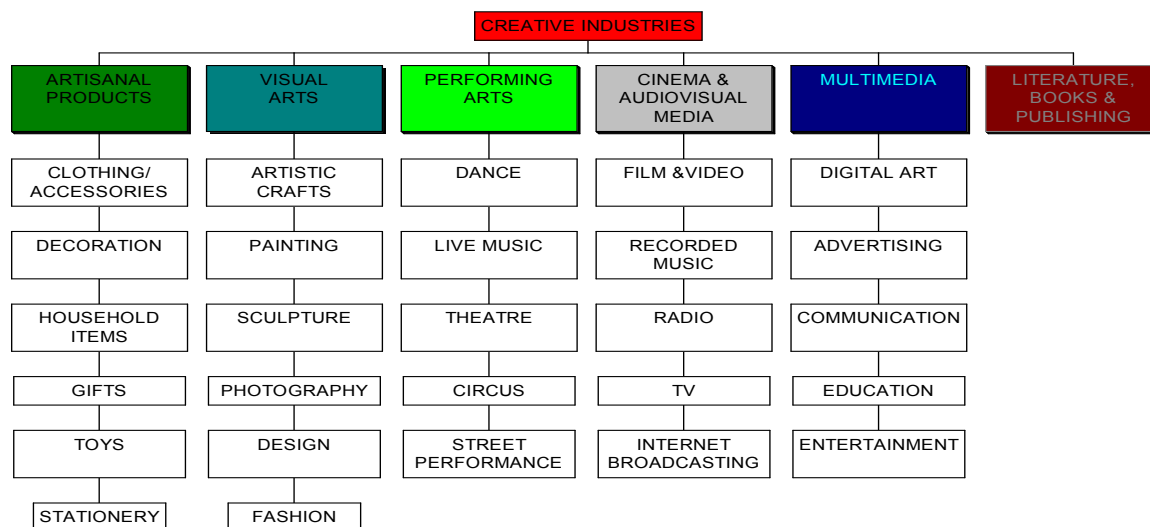 CREATIVE INDUSTRIES
ARTISANAL
PRODUCTS
VISUAL
ARTS
PERFORMING
ARTS
CINEMA &
AUDIOVISUAL
MEDIA
MULTIMEDIA
LITERATURE,
BOOKS &
PUBLISHING
CLOTHING/
ACCESSORIES
ARTISTIC
CRAFTS
DANCE
FILM &VIDEO
DIGITAL ART
DECORATION
PAINTING
LIVE MUSIC
RECORDED
MUSIC
ADVERTISING
HOUSEHOLD
ITEMS
SCULPTURE
THEATRE
RADIO
COMMUNICATION
GIFTS
PHOTOGRAPHY
CIRCUS
TV
EDUCATION
TOYS
DESIGN
STREET
PERFORMANCE
INTERNET
BROADCASTING
ENTERTAINMENT
STATIONERY
FASHION